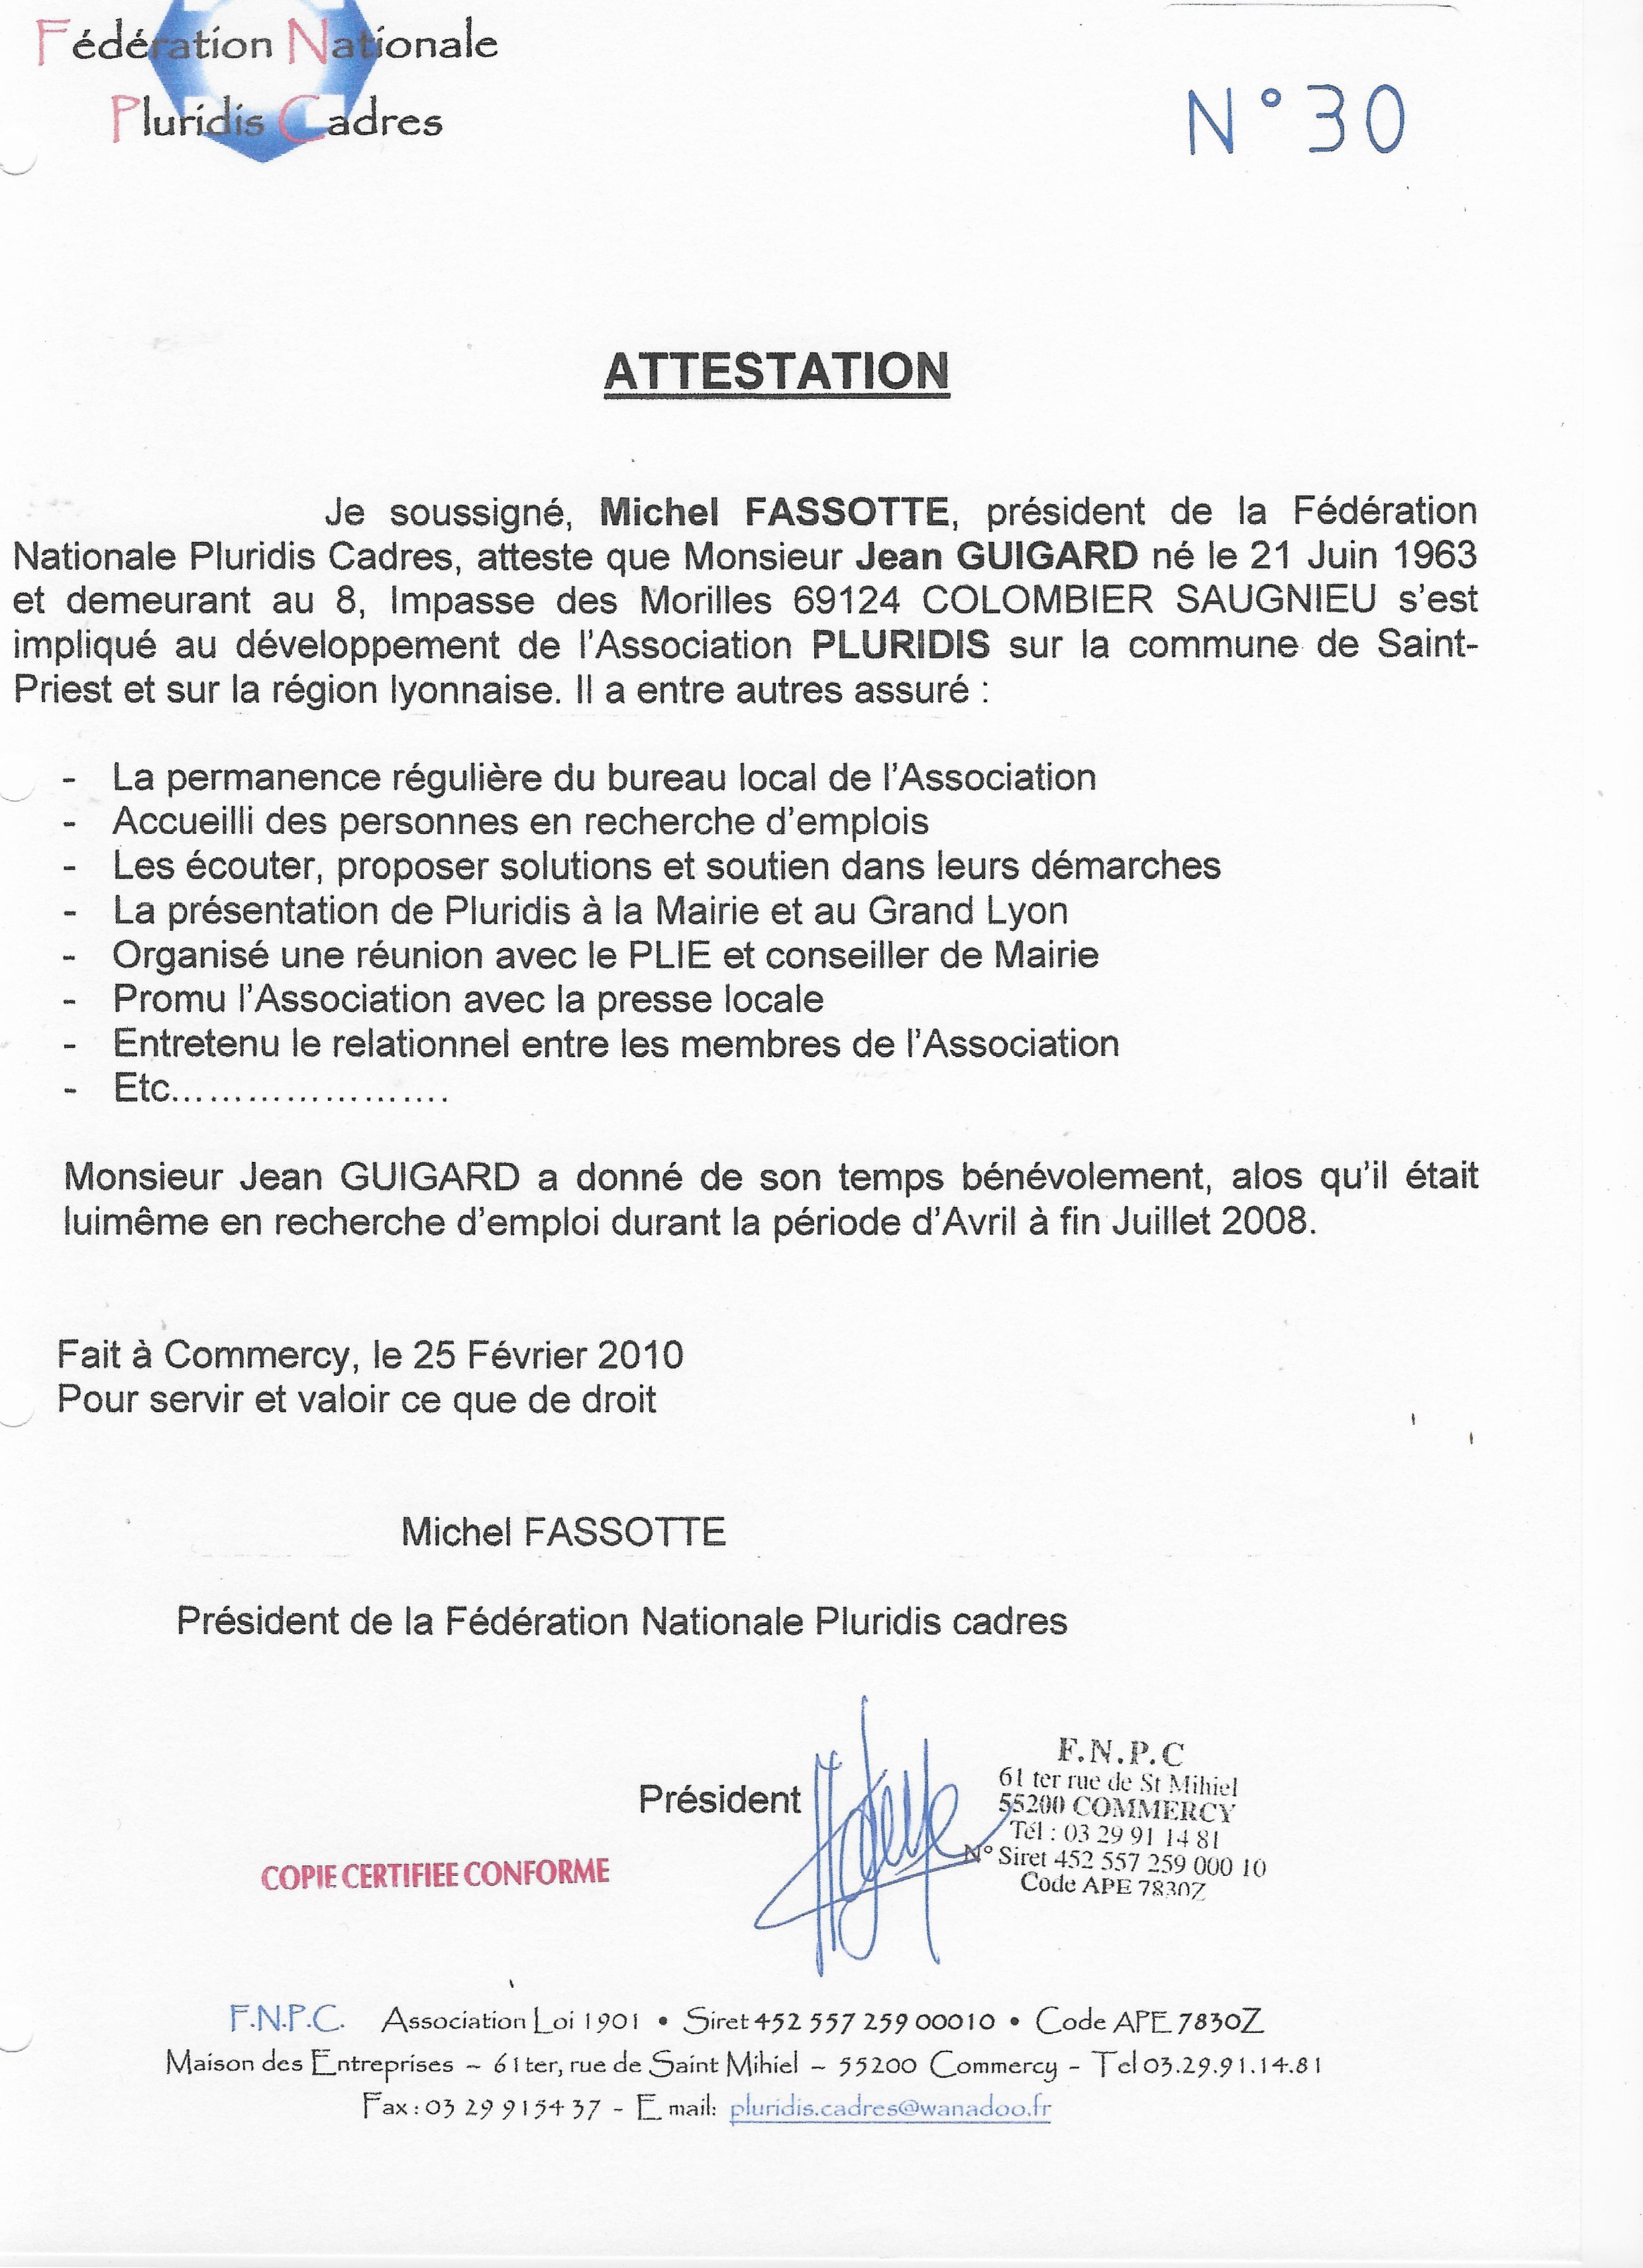 Fédération Nationale
Pluridis Cadres
N°30
ATTESTATION
Je soussigné, Michel FASSOTTE, président de la Fédération
Nationale Pluridis Cadres, atteste que Monsieur Jean GUIGARD né le 21 Juin 1963
et demeurant au 8, Impasse des Morilles 69124 COLOMBIER SAUGNIEU s'est
impliqué au développement de l'Association PLURIDIS sur la commune de Saint-
Priest et sur la région lyonnaise. Il a entre autres assuré :
- La permanence régulière du bureau local de l'Association
- Accueilli des personnes en recherche d'emplois
- Les écouter, proposer solutions et soutien dans leurs démarches
- La présentation de Pluridis à la Mairie et au Grand Lyon
- Organisé une réunion avec le PLIE et conseiller de Mairie
- Promu l'Association avec la presse locale
- Entretenu le relationnel entre les membres de l'Association
- Etc........................
Monsieur Jean GUIGARD a donné de son temps bénévolement, alos qu'il était
luimême en recherche d'emploi durant la période d'Avril à fin Juillet 2008.
Fait à Commercy, le 25 Février 2010
Pour servir et valoir ce que de droit
Michel FASSOTTE
Président de la Fédération Nationale Pluridis cadres
Président
F.N.P.C
61 ter rue de St Mihiel
55200 COMMERCY
Tél : 03 29 91 14 81
N° Siret 452 557 259 000 10
Code APE 7830Z
COPIE CERTIFIEE CONFORME
F.N.P.C. Association Loi 1901 • Siret 452 557 259 00010 • Code APE 7830Z
Maison des Entreprises ~ 61ter, rue de Saint Mihiel ~ 55200 Commercy - Tel 03.29.91.14.81
Fax : 03 29 91 54 37 - E mail: pluridis.cadres@wanadoo.fr